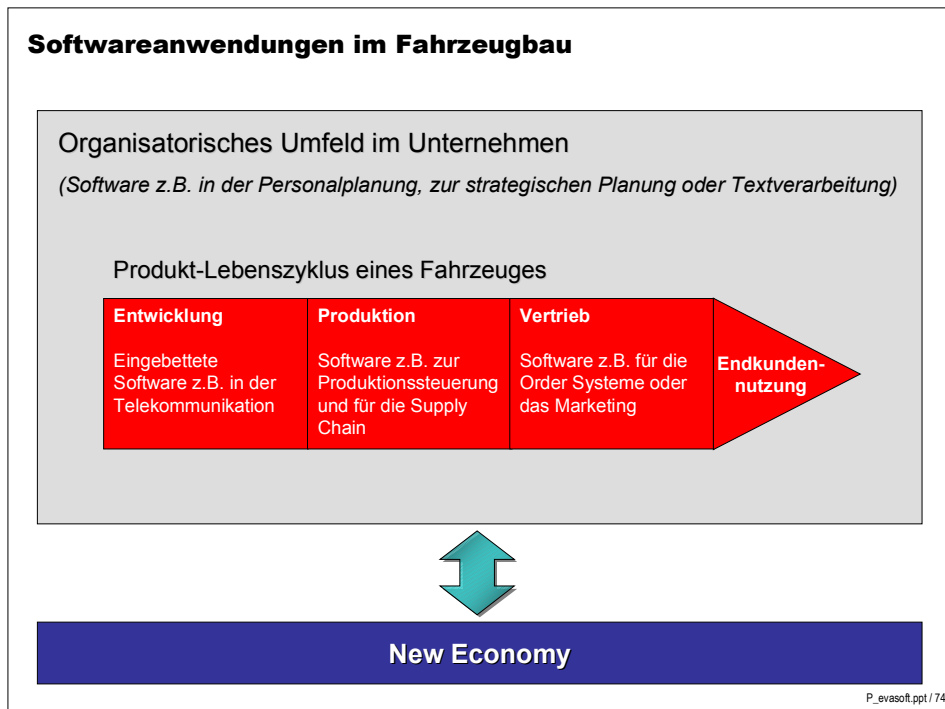 Softwareanwendungen im Fahrzeugbau
Organisatorisches Umfeld im Unternehmen
(Software z.B. in der Personalplanung, zur strategischen Planung oder Textverarbeitung)
Produkt-Lebenszyklus eines Fahrzeuges
Entwicklung
Eingebettete
Software z.B. in der
Telekommunikation
Produktion
Software z.B. zur
Produktionssteuerung
und für die Supply
Chain
Vertrieb
Software z.B. für die
Order Systeme oder
das Marketing
Endkunden-
nutzung
New Economy
P_evasoft.ppt / 74